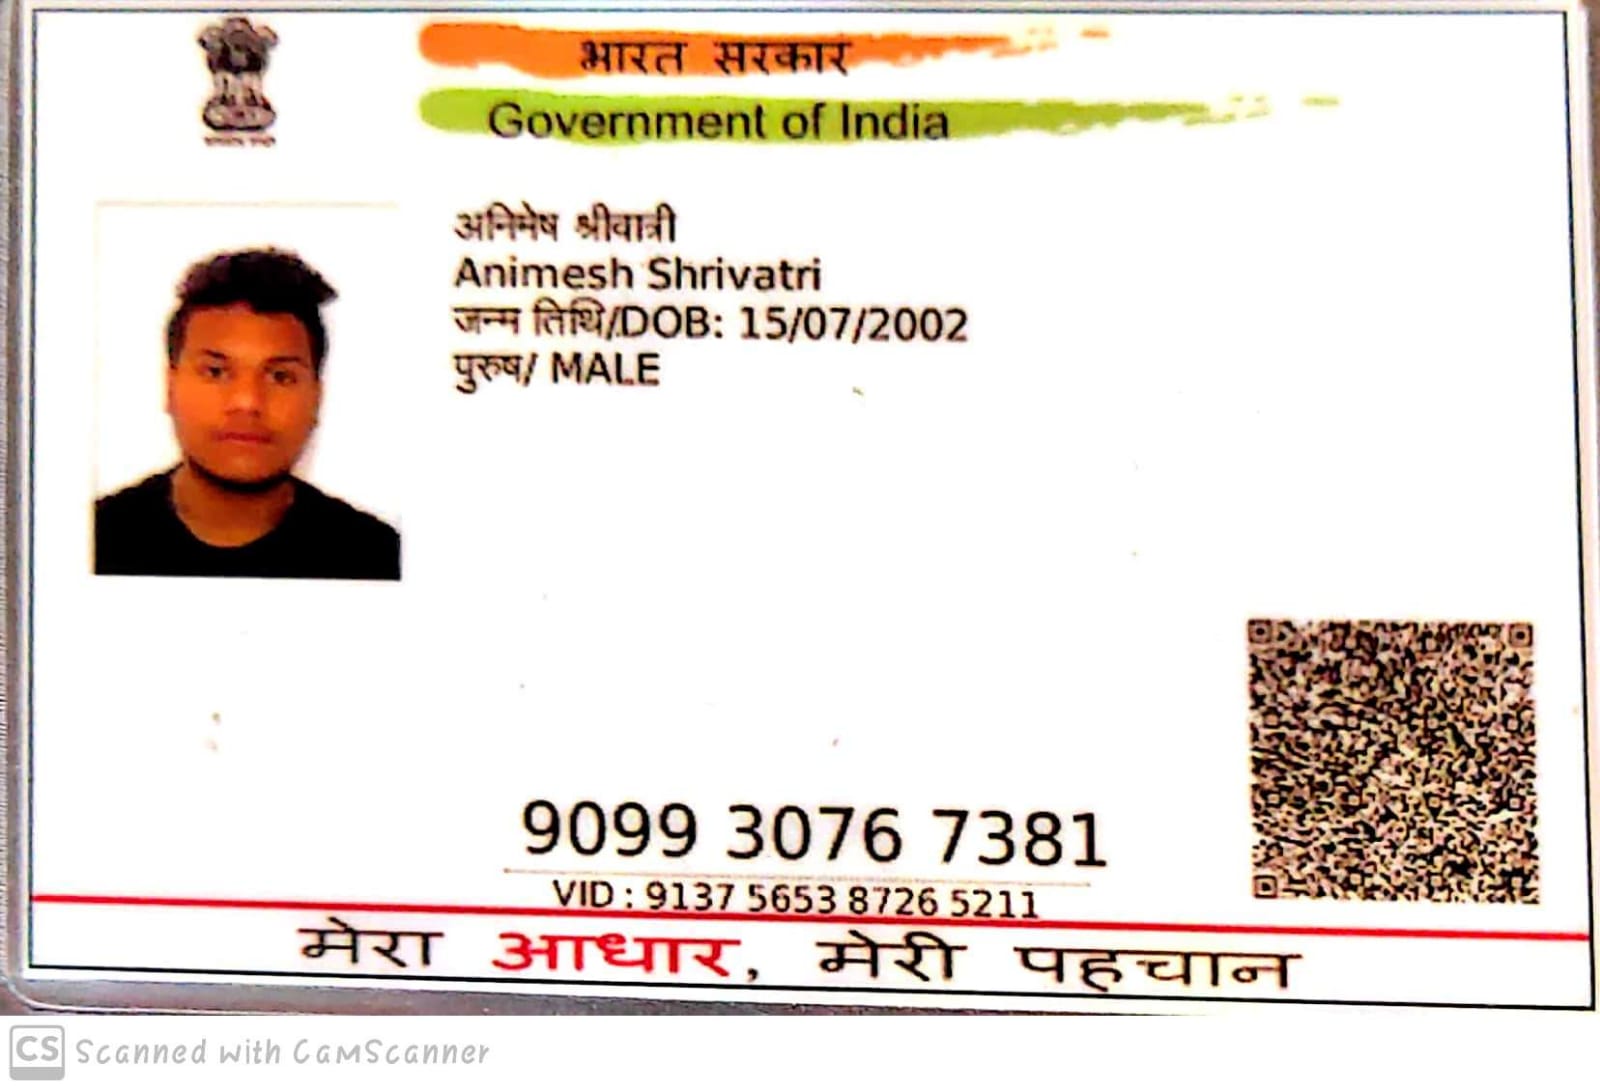 भारत सरकार
Government of India
अनिमेष श्रीवात्री
Animesh Shrivatri
जन्म तिथि/DOB: 15/07/2002
पुरुष/ MALE
9099 3076 7381
VID : 9137 5653 8726 5211
मेरा आधार, मेरी पहचान
CS Scanned with CamScanner